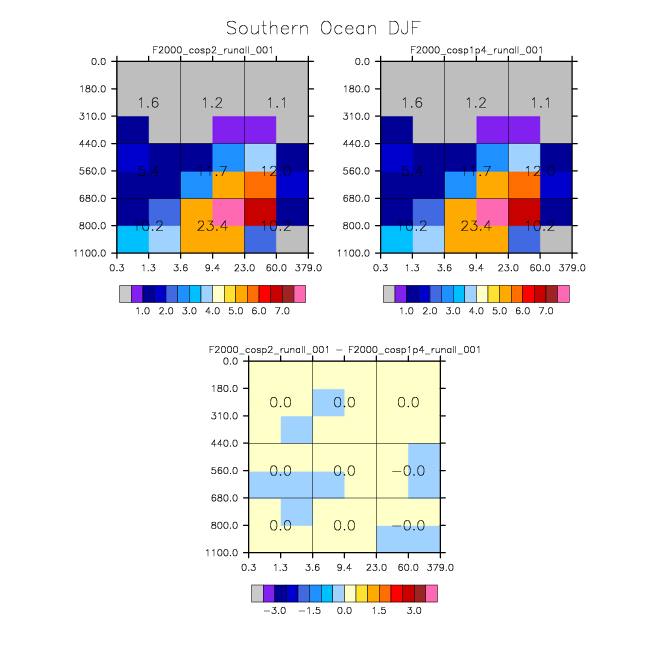 Southern Ocean DJF
F2000_cosp2_runall_001 F2000_cosp1p4_runall_001
0.0 0.0
180.0 180.0
1.6 1.2 1.1 1.6 1.2 1.1
310.0 310.0
440.0 440.0
560.0 5.4 11.7 12.0 560.0 5.4 11.7 12.0
680.0 680.0
800.0 10.2 23.4 10.2 800.0 10.2 23.4 10.2
1100.0 1100.0
0.3 1.3 3.6 9.4 23.0 60.0 379.0 0.3 1.3 3.6 9.4 23.0 60.0 379.0
1.0 2.0 3.0 4.0 5.0 6.0 7.0 1.0 2.0 3.0 4.0 5.0 6.0 7.0
F2000_cosp2_runall_001 − F2000_cosp1p4_runall_001
0.0
180.0
0.0 0.0 0.0
310.0
440.0
560.0 0.0 0.0 −0.0
680.0
800.0 0.0 0.0 −0.0
1100.0
0.3 1.3 3.6 9.4 23.0 60.0 379.0
−3.0 −1.5 0.0 1.5 3.0